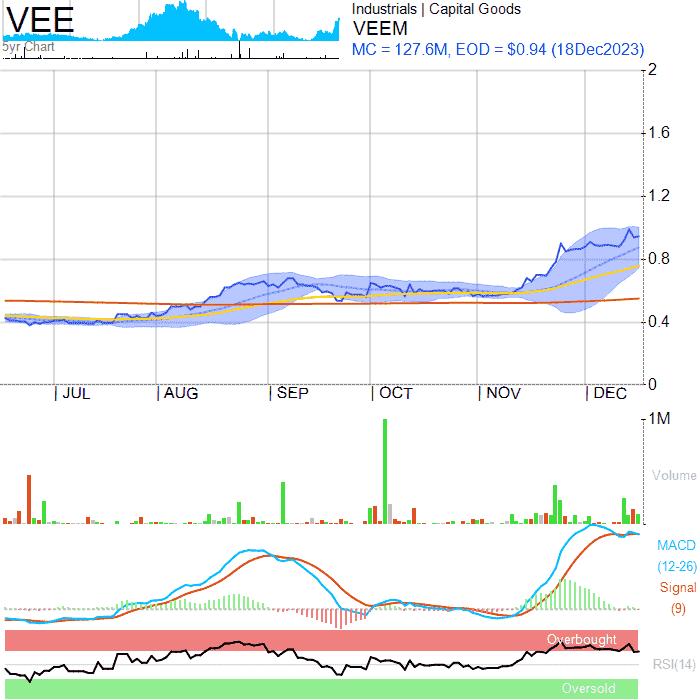 VEE
5yr Chart
Industrials | Capital Goods
VEEM
MC = 127.6M, EOD = $0.94 (18Dec2023)
2
1.6
1.2
0.8
0.4
0
JUL AUG SEP OCT NOV DEC
1M
Volume
MACD
(12-26)
Signal
(9)
Overbought
RSI(14)
Oversold